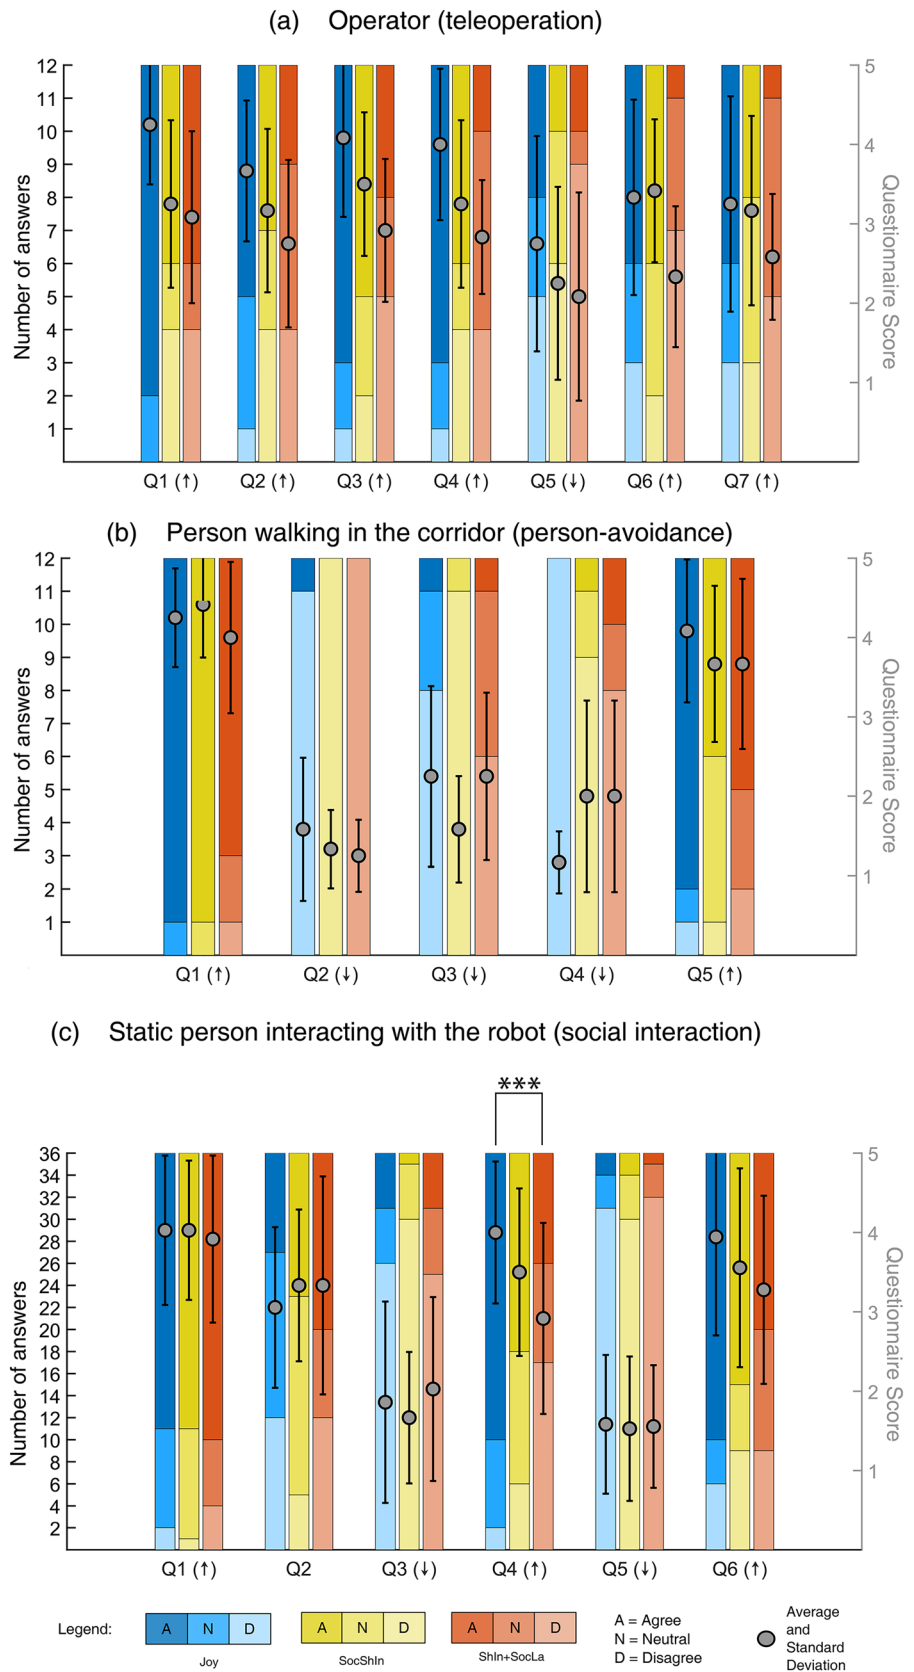 (a) Operator (teleoperation)
Number of answers
12
11
10
9
8
7
6
5
4
3
2
1
5
4
3
2
1
Questionnaire Score
Q1 (↑) Q2 (↑) Q3 (↑) Q4 (↑) Q5 (↓) Q6 (↑) Q7 (↑)
(b) Person walking in the corridor (person-avoidance)
Number of answers
12
11
10
9
8
7
6
5
4
3
2
1
5
4
3
2
1
Questionnaire Score
Q1 (↑) Q2 (↓) Q3 (↓) Q4 (↓) Q5 (↑)
(c) Static person interacting with the robot (social interaction)
***
Number of answers
36
34
32
30
28
26
24
22
20
18
16
14
12
10
8
6
4
2
5
4
3
2
1
Questionnaire Score
Q1 (↑) Q2 Q3 (↓) Q4 (↑) Q5 (↓) Q6 (↑)
Legend:
A N D
Joy
A N D
SocShIn
A N D
ShIn+SocLa
A = Agree
N = Neutral
D = Disagree
Average
and
Standard
Deviation